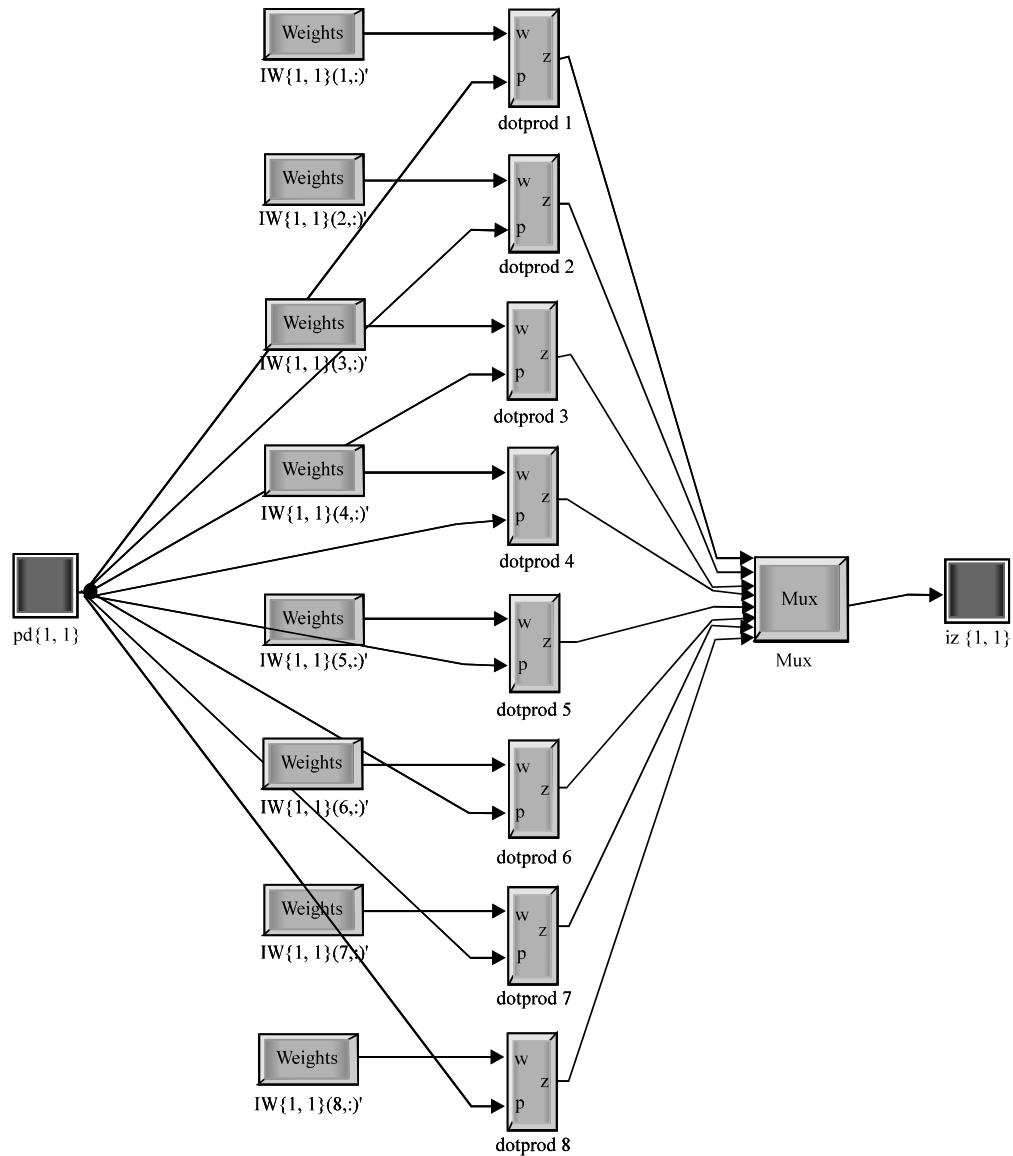 Weights
IW{1, 1}(1,:)'
w
z
p
dotprod 1
Weights
IW{1, 1}(2,:)'
w
z
p
dotprod 2
Weights
IW{1, 1}(3,:)'
w
z
p
dotprod 3
Weights
IW{1, 1}(4,:)'
w
z
p
dotprod 4
pd{1, 1}
Weights
IW{1, 1}(5,:)'
w
z
p
dotprod 5
Mux
Mux
iz {1, 1}
Weights
IW{1, 1}(6,:)'
w
z
p
dotprod 6
Weights
IW{1, 1}(7,:)'
w
z
p
dotprod 7
Weights
IW{1, 1}(8,:)'
w
z
p
dotprod 8